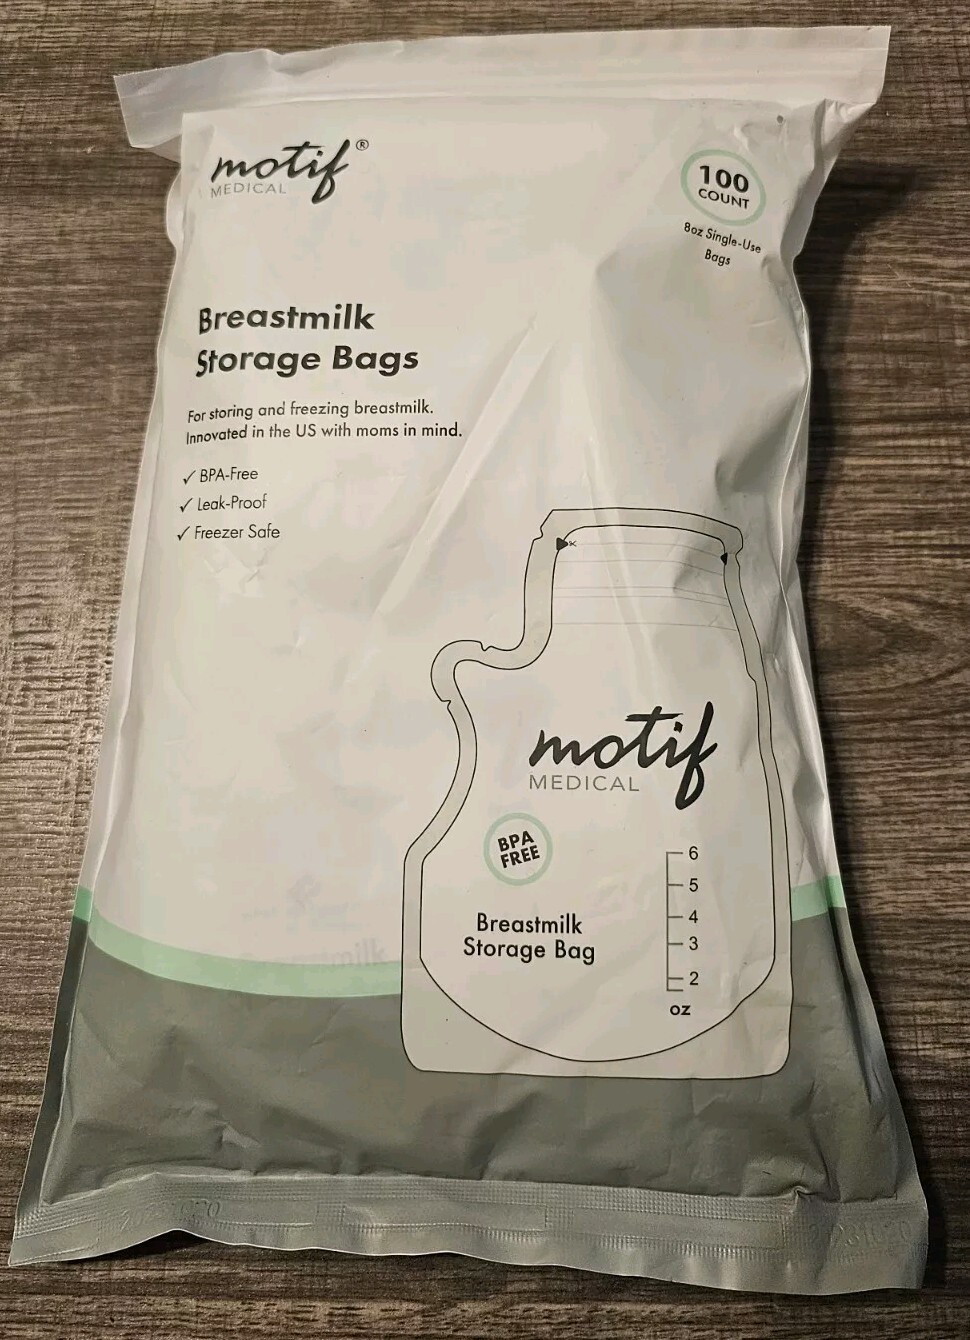 motif®
MEDICAL
100
COUNT
8oz Single-Use
Bags
Breastmilk
Storage Bags
For storing and freezing breastmilk.
Innovated in the US with moms in mind.
✓ BPA-Free
✓ Leak-Proof
✓ Freezer Safe
motif
MEDICAL
BPA
FREE
Breastmilk
Storage Bag
6
5
4
3
2
oz